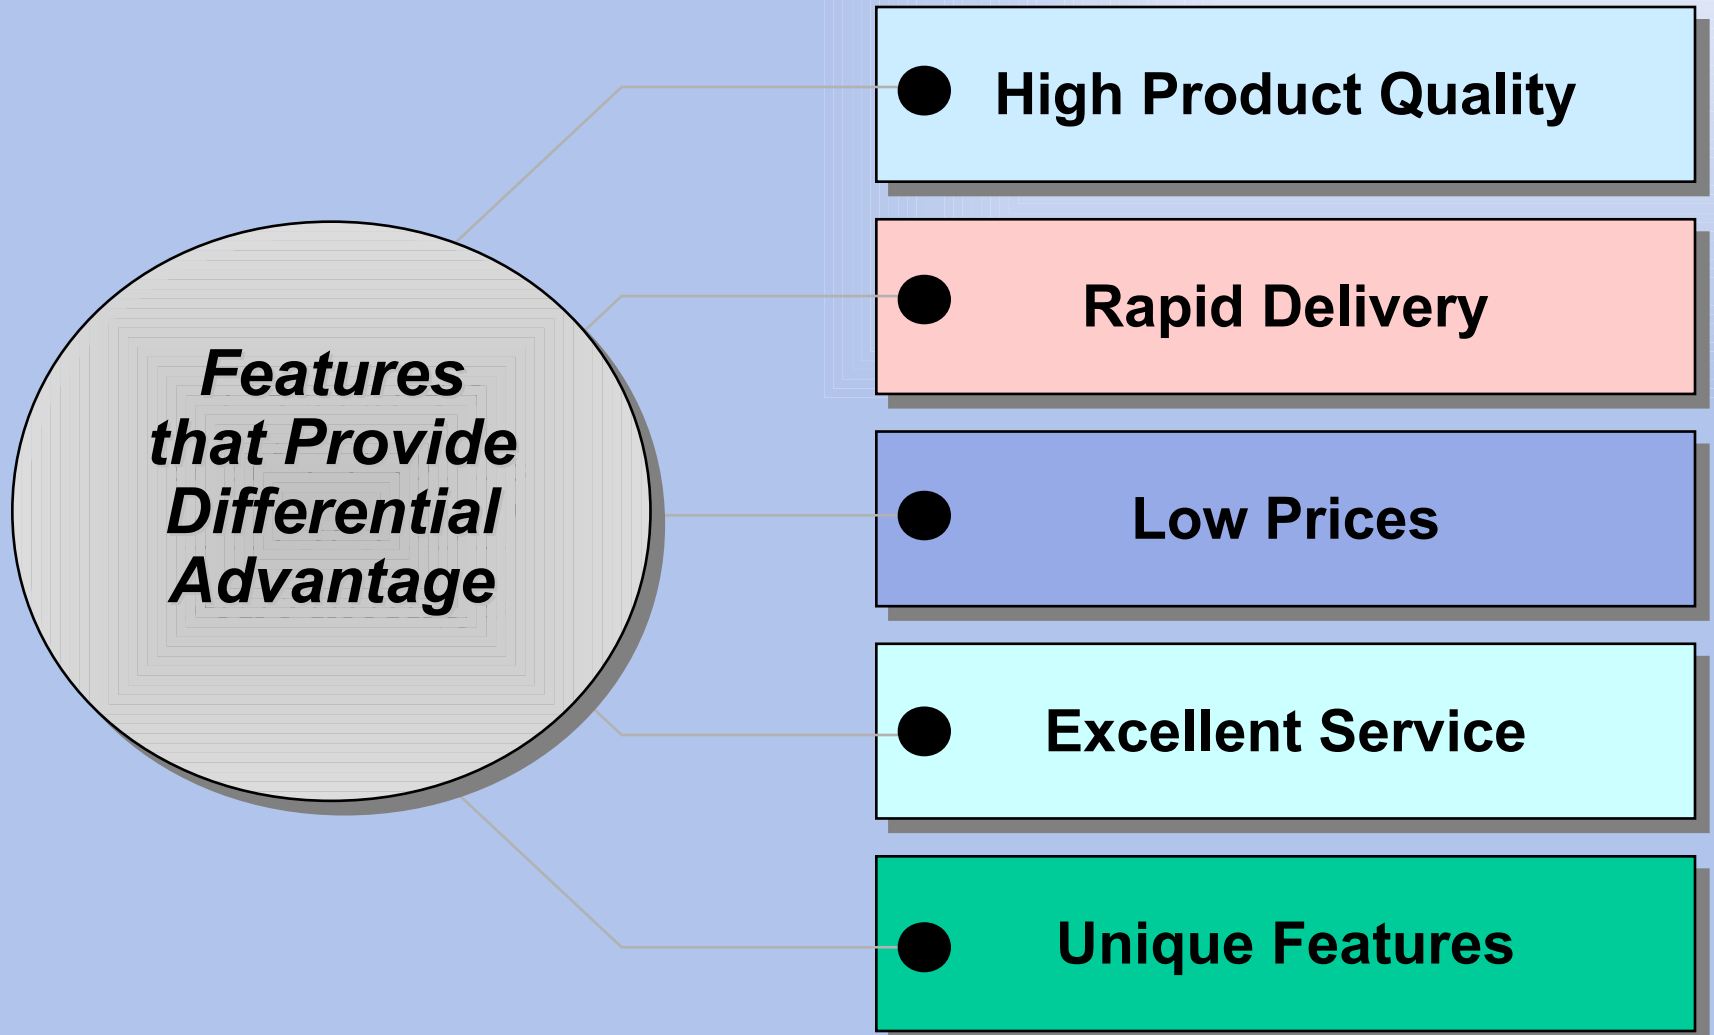 Features
that Provide
Differential
Advantage
High Product Quality
Rapid Delivery
Low Prices
Excellent Service
Unique Features